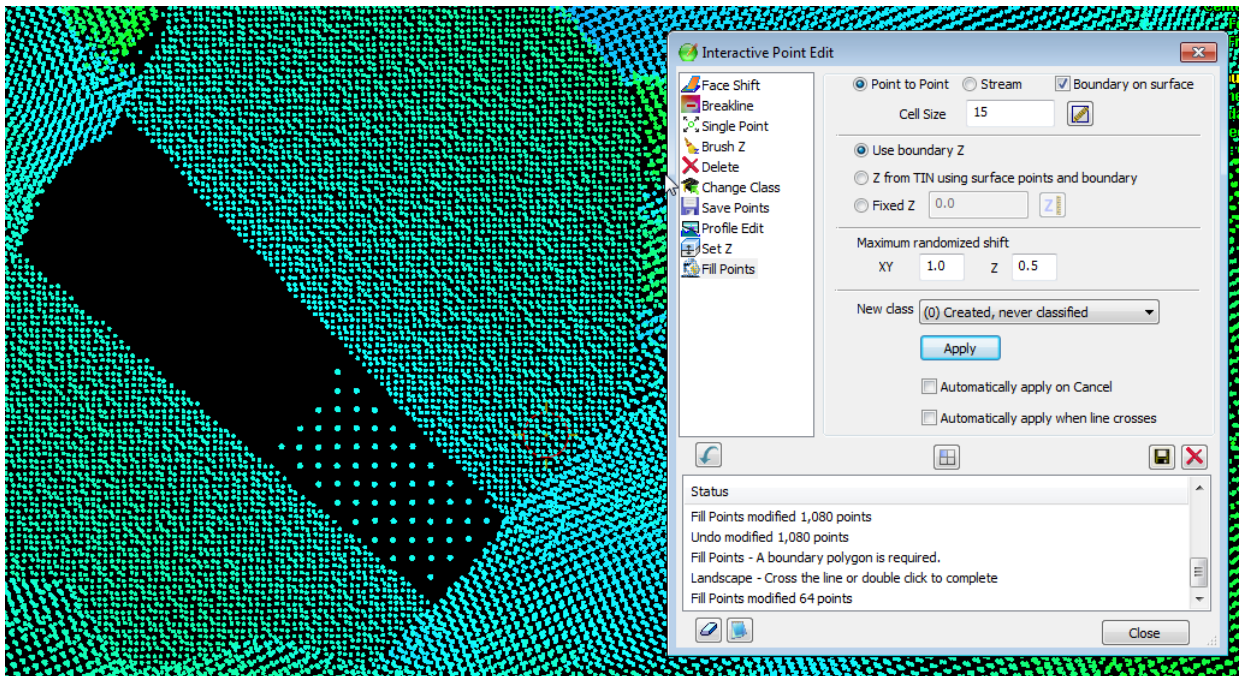 Interactive Point Edit
Face Shift
Breakline
Single Point
Brush Z
Delete
Change Class
Save Points
Profile Edit
Set Z
Fill Points
Point to Point Stream Boundary on surface
Cell Size 15
Use boundary Z
Z from TIN using surface points and boundary
Fixed Z 0.0 Z
Maximum randomized shift
XY 1.0 Z 0.5
New class (0) Created, never classified
Apply
Automatically apply on Cancel
Automatically apply when line crosses
Status
Fill Points modified 1,080 points
Undo modified 1,080 points
Fill Points - A boundary polygon is required.
Landscape - Cross the line or double click to complete
Fill Points modified 64 points
Close